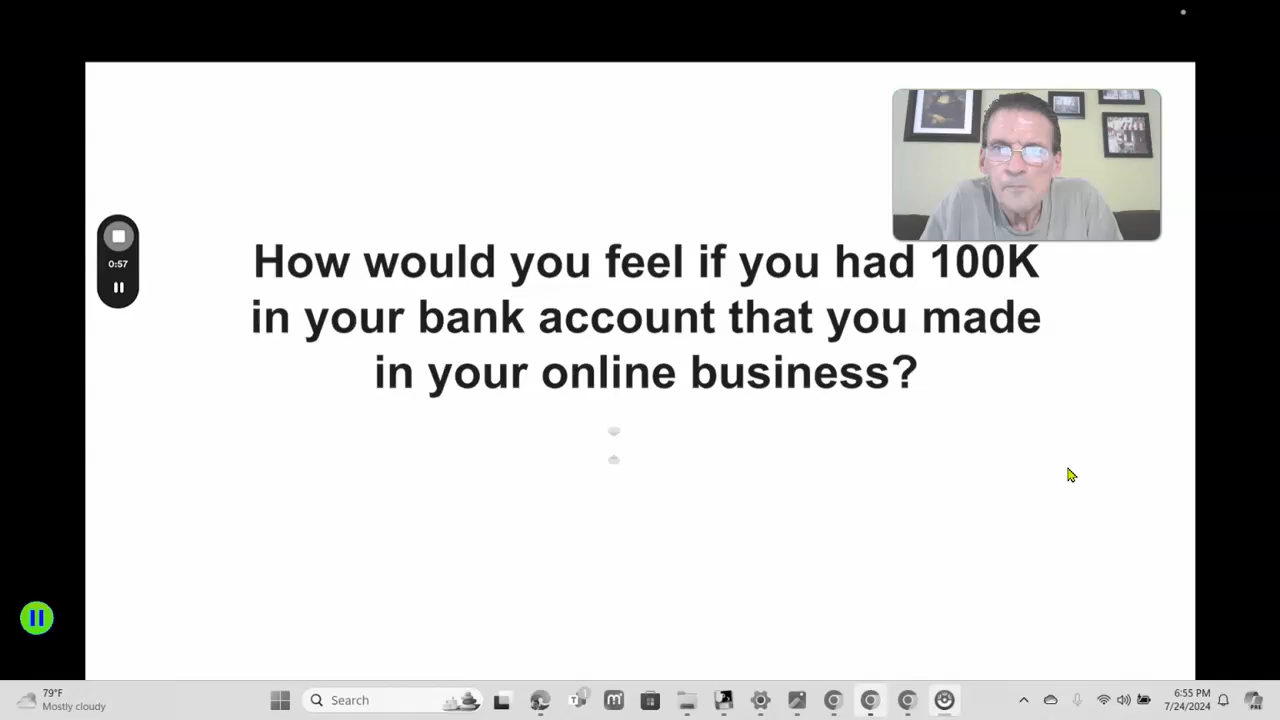 0:57
How would you feel if you had 100K
in your bank account that you made
in your online business?
79°F
Mostly cloudy
Search
6:55 PM
7/24/2024
PRE